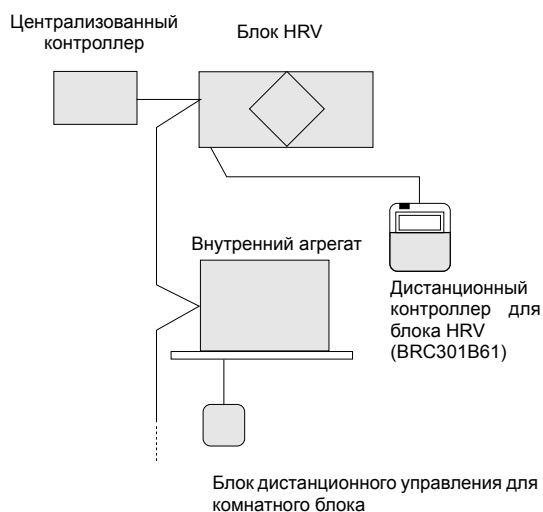 Централизованный
контроллер
Блок HRV
Внутренний агрегат
Дистанционный
контроллер для
блока HRV
(BRC301B61)
Блок дистанционного управления для
комнатного блока